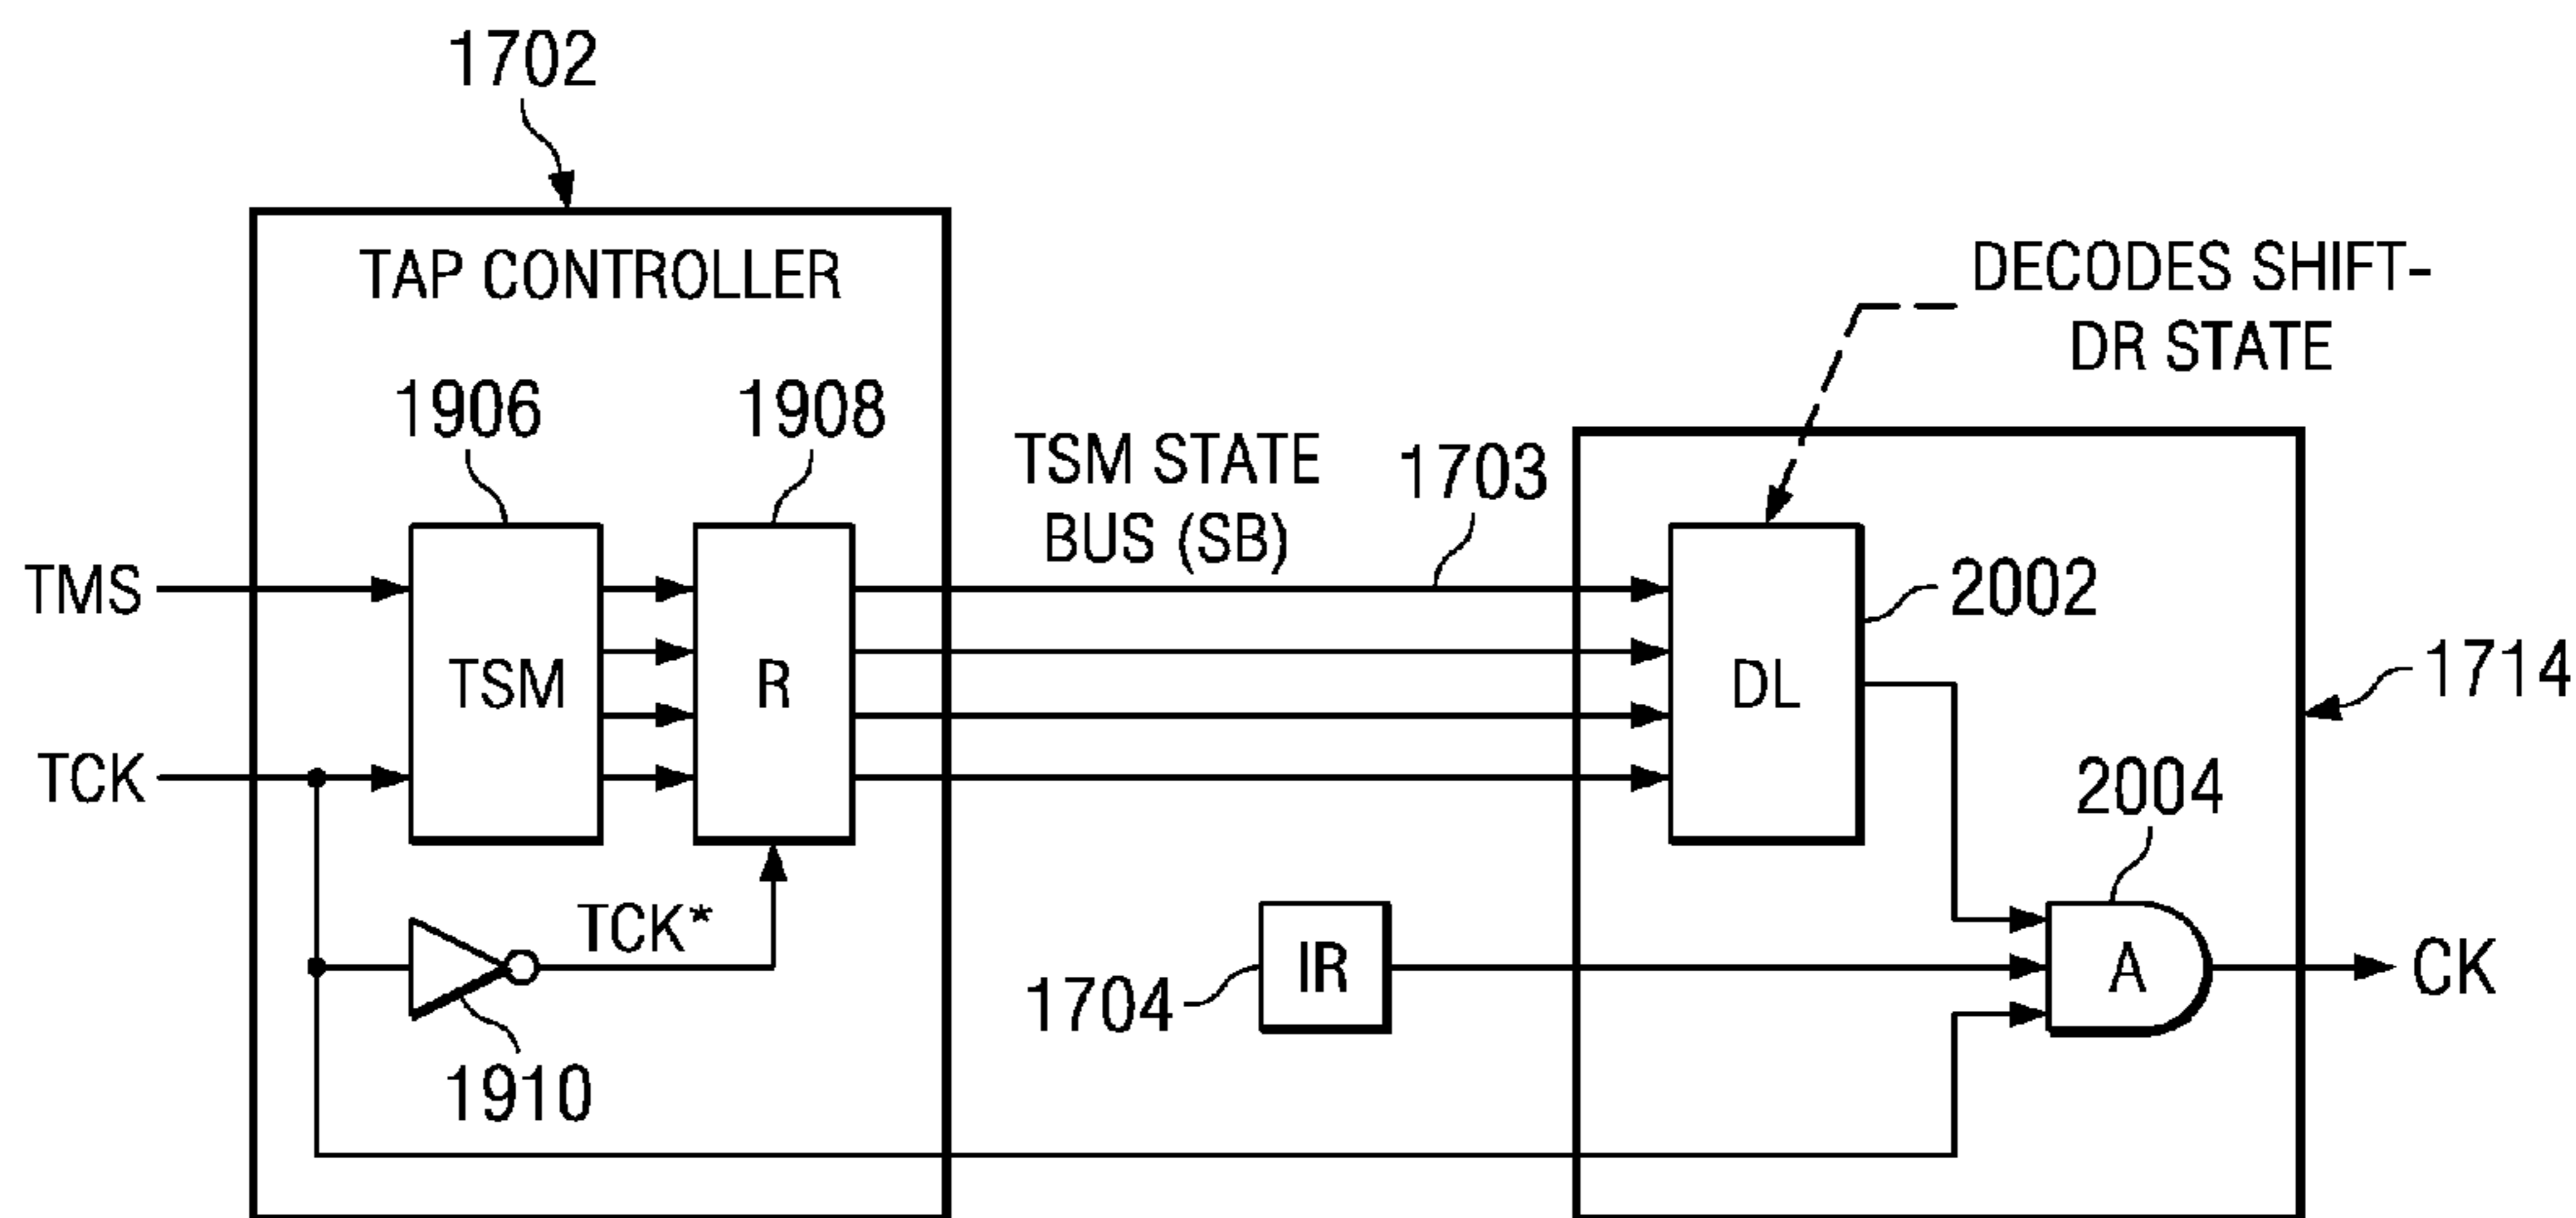 1702
TAP CONTROLLER
DECODES SHIFT-
DR STATE
1906
1908
TSM STATE
BUS (SB)
1703
TMS
TSM
R
DL
2002
1714
TCK
2004
TCK*
1910
1704
IR
A
CK